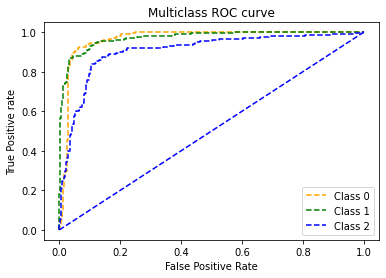 Multiclass ROC curve
True Positive rate
1.0
0.8
0.6
0.4
0.2
0.0
0.0 0.2 0.4 0.6 0.8 1.0
False Positive Rate
Class 0
Class 1
Class 2